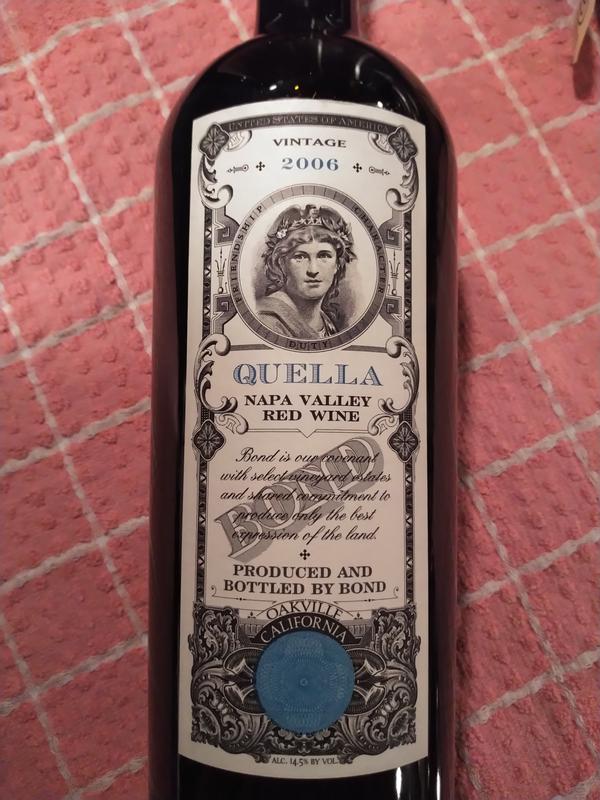 UNITED STATES OF AMERICA
VINTAGE
2006
FRIENDSHIP
CHARACTER
DUTY
QUELLA
NAPA VALLEY
RED WINE
Bond is our covenant
with select vineyard estates
and shared commitment to
produce only the best
expression of the land.
BOND
PRODUCED AND
BOTTLED BY BOND
OAKVILLE
CALIFORNIA
ALC. 14.5% BY VOL.